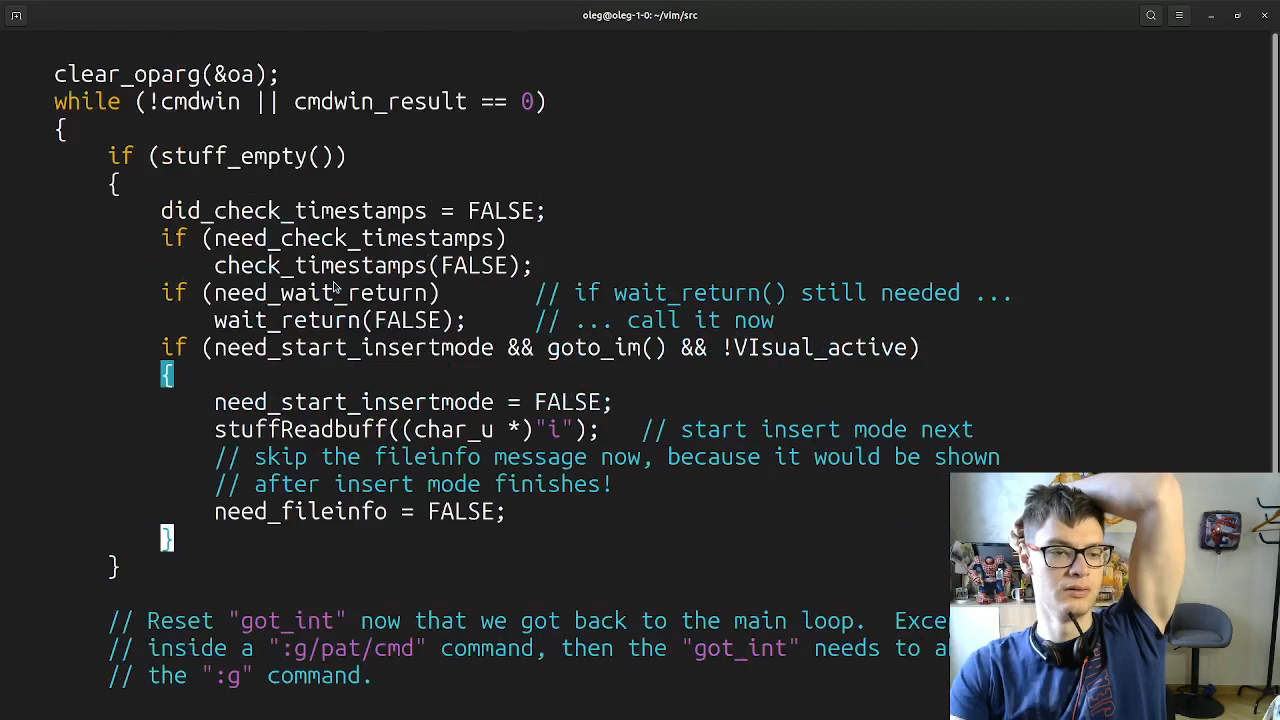 oleg@oleg-1-0: ~/vim/src
clear_oparg(&oa);
while (!cmdwin || cmdwin_result == 0)
{
if (stuff_empty())
{
did_check_timestamps = FALSE;
if (need_check_timestamps)
check_timestamps(FALSE);
if (need_wait_return) // if wait_return() still needed ...
wait_return(FALSE); // ... call it now
if (need_start_insertmode && goto_im() && !VIsual_active)
{
need_start_insertmode = FALSE;
stuffReadbuff((char_u *)"i"); // start insert mode next
// skip the fileinfo message now, because it would be shown
// after insert mode finishes!
need_fileinfo = FALSE;
}
}
// Reset "got_int" now that we got back to the main loop. Exce
// inside a ":g/pat/cmd" command, then the "got_int" needs to a
// the ":g" command.